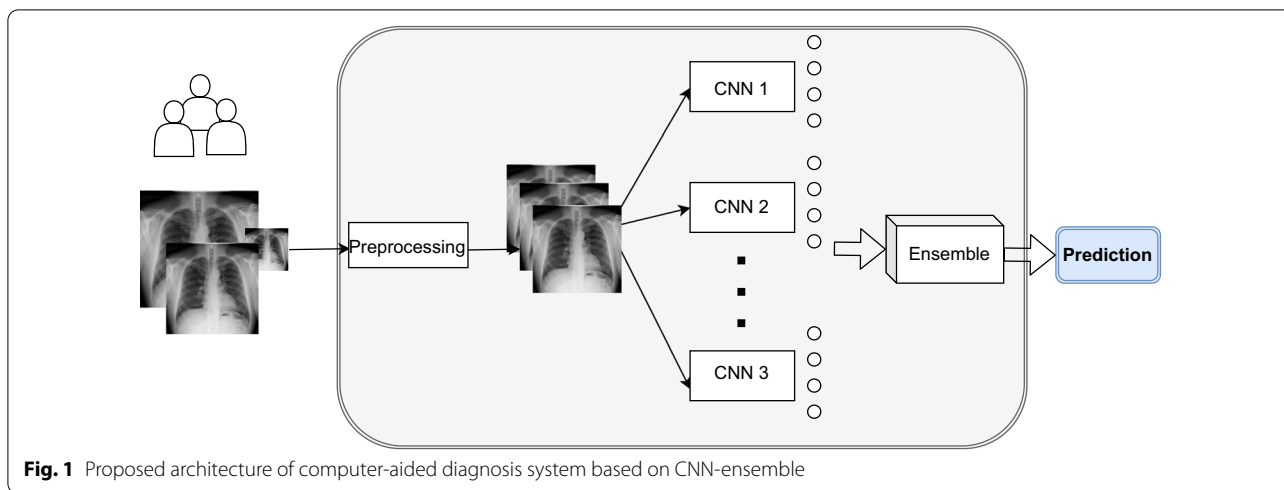 CNN 1
CNN 2
Preprocessing
Ensemble
Prediction
CNN 3
Fig. 1 Proposed architecture of computer-aided diagnosis system based on CNN-ensemble